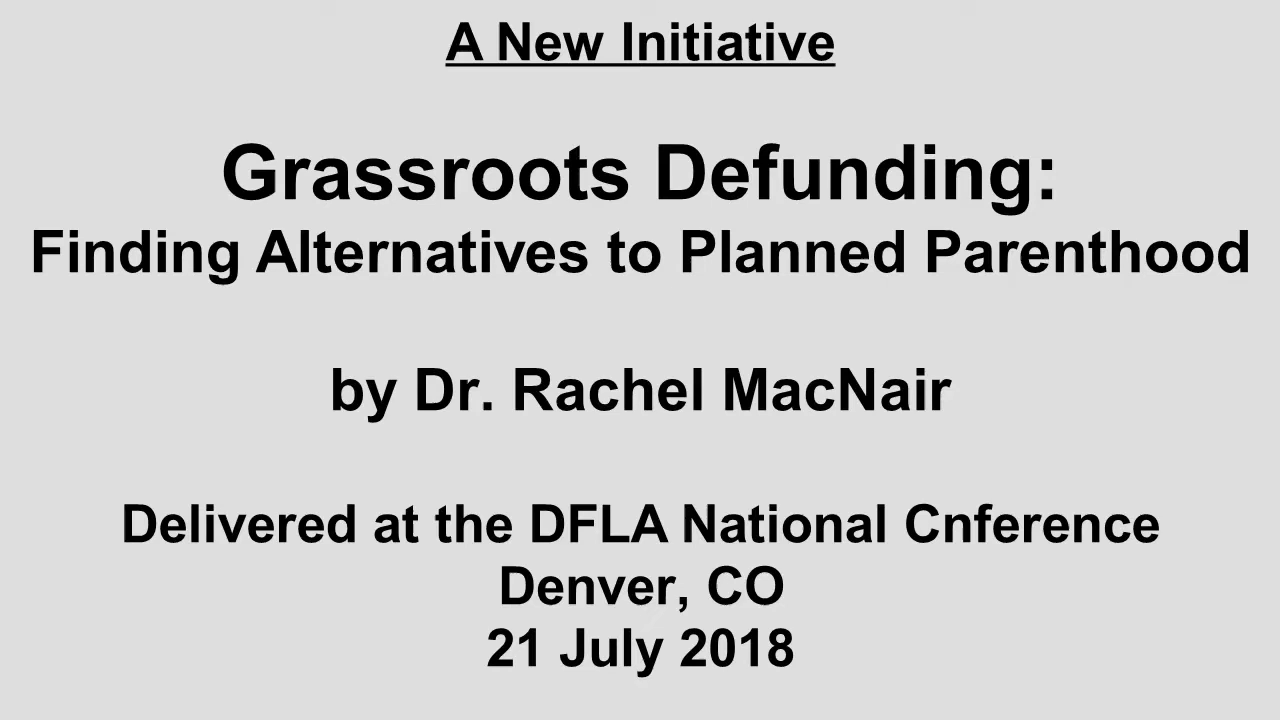 A New Initiative
Grassroots Defunding:
Finding Alternatives to Planned Parenthood
by Dr. Rachel MacNair
Delivered at the DFLA National Cnference
Denver, CO
21 July 2018